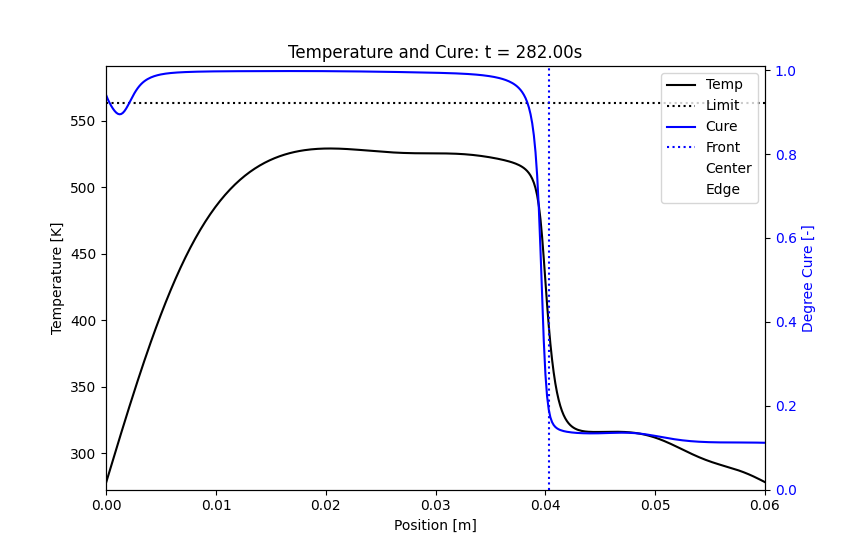 Temperature and Cure: t = 282.00s
Temp
Limit
Cure
Front
Center
Edge
550
500
450
400
350
300
Temperature [K]
1.0
0.8
0.6
0.4
0.2
0.0
Degree Cure [-]
0.00
0.01
0.02
0.03
0.04
0.05
0.06
Position [m]